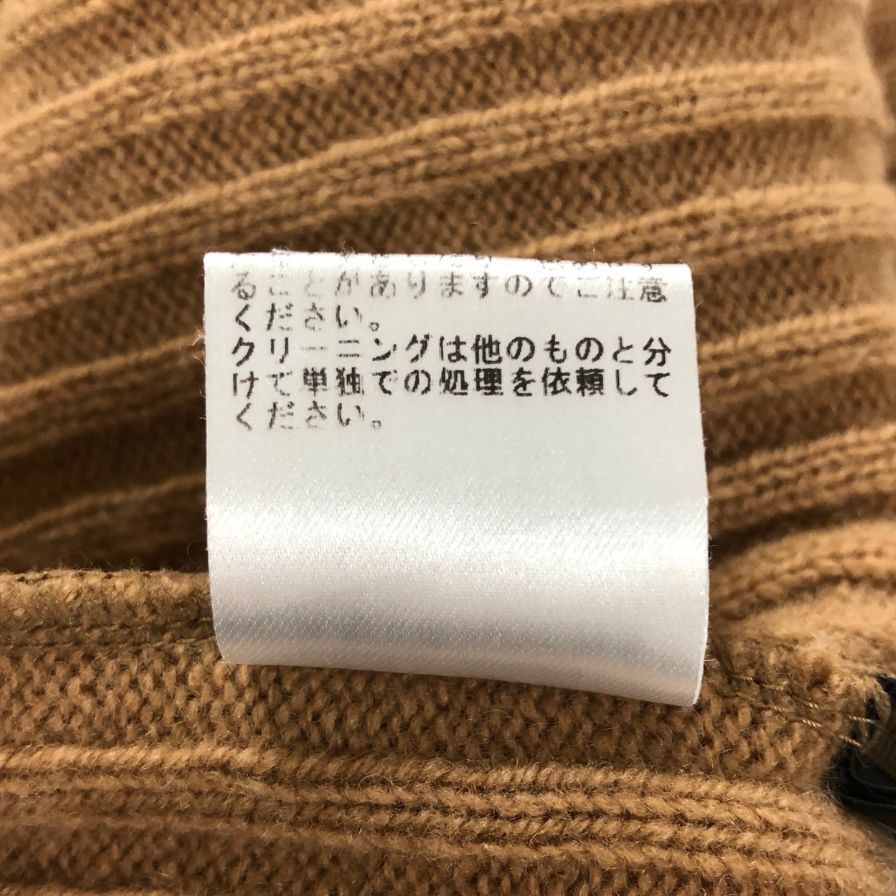 ることがありますのでご注意
ください。
クリーニングは他のものと分
けて単独での処理を依頼して
ください。